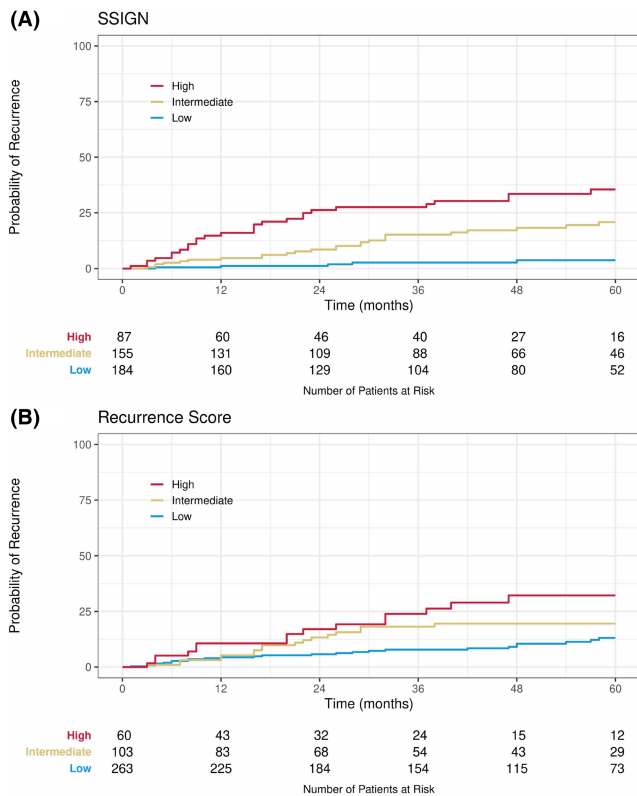 (A) SSIGN
Probability of Recurrence
100
75
50
25
0
High
Intermediate
Low
0 12 24 36 48 60
Time (months)
High 87 60 46 40 27 16
Intermediate 155 131 109 88 66 46
Low 184 160 129 104 80 52
Number of Patients at Risk
(B) Recurrence Score
Probability of Recurrence
100
75
50
25
0
High
Intermediate
Low
0 12 24 36 48 60
Time (months)
High 60 43 32 24 15 12
Intermediate 103 83 68 54 43 29
Low 263 225 184 154 115 73
Number of Patients at Risk